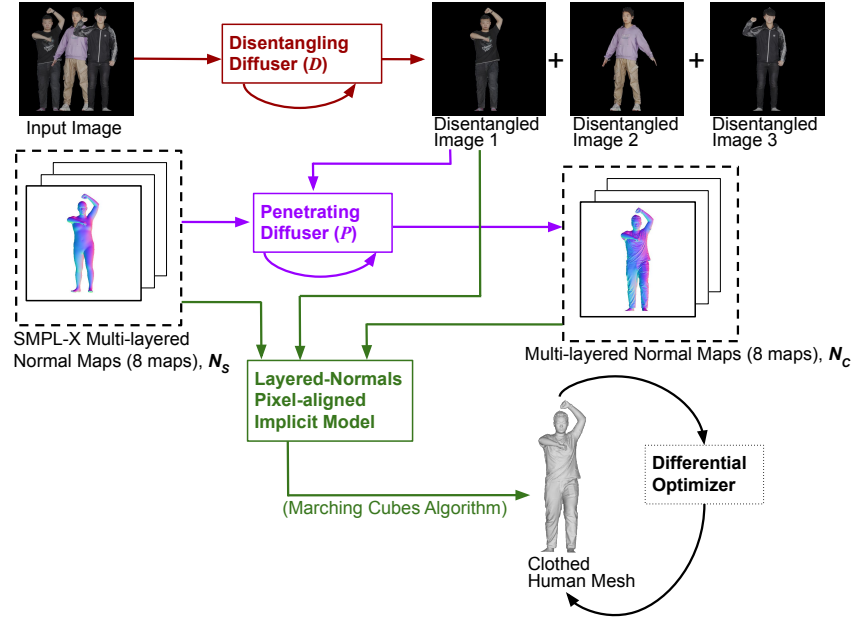 Disentangling
Diffuser (D)
+
+
Input Image
Disentangled
Image 1
Disentangled
Image 2
Disentangled
Image 3
Penetrating
Diffuser (P)
SMPL-X Multi-layered
Normal Maps (8 maps), N_S
Multi-layered Normal Maps (8 maps), N_C
Layered-Normals
Pixel-aligned
Implicit Model
Differential
Optimizer
(Marching Cubes Algorithm)
Clothed
Human Mesh